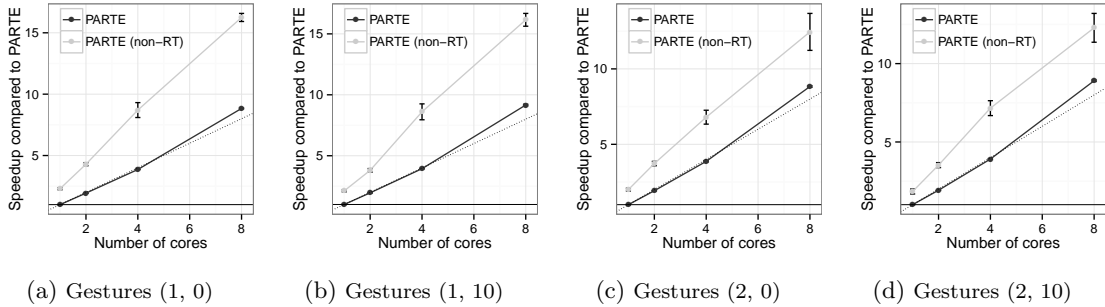 Speedup compared to PARTE
15
10
5
PARTE
PARTE (non-RT)
2 4 6 8
Number of cores
(a) Gestures (1, 0)
Speedup compared to PARTE
15
10
5
PARTE
PARTE (non-RT)
2 4 6 8
Number of cores
(b) Gestures (1, 10)
Speedup compared to PARTE
10
5
PARTE
PARTE (non-RT)
2 4 6 8
Number of cores
(c) Gestures (2, 0)
Speedup compared to PARTE
10
5
PARTE
PARTE (non-RT)
2 4 6 8
Number of cores
(d) Gestures (2, 10)